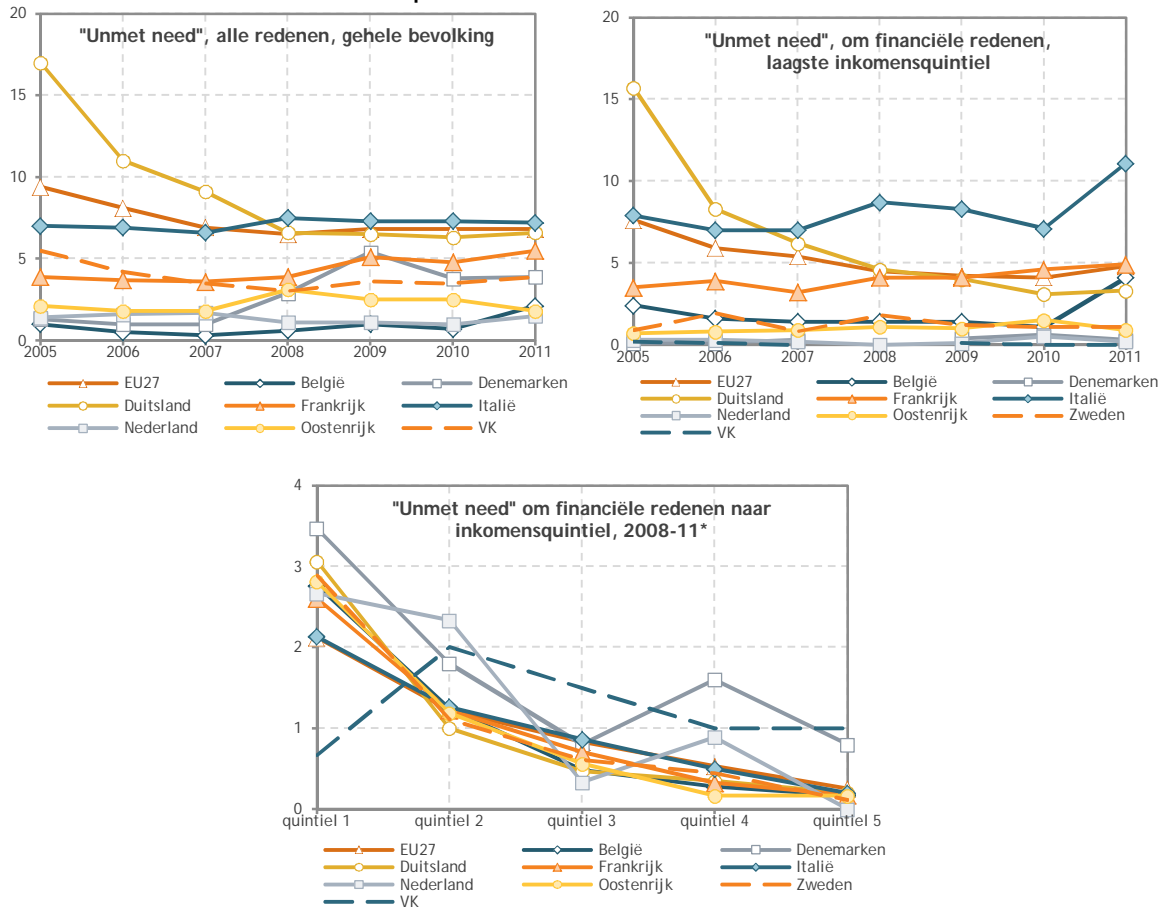 "Unmet need", alle redenen, gehele bevolking
20
15
10
5
0
2005 2006 2007 2008 2009 2010 2011
EU27 België Denemarken
Duitsland Frankrijk Italië
Nederland Oostenrijk VK
"Unmet need", om financiële redenen,
laagste inkomensquintiel
20
15
10
5
0
2005 2006 2007 2008 2009 2010 2011
EU27 België Denemarken
Duitsland Frankrijk Italië
Nederland Oostenrijk Zweden
VK
"Unmet need" om financiële redenen naar
inkomensquintiel, 2008-11*
4
3
2
1
0
quintiel 1 quintiel 2 quintiel 3 quintiel 4 quintiel 5
EU27 België Denemarken
Duitsland Frankrijk Italië
Nederland Oostenrijk Zweden
VK